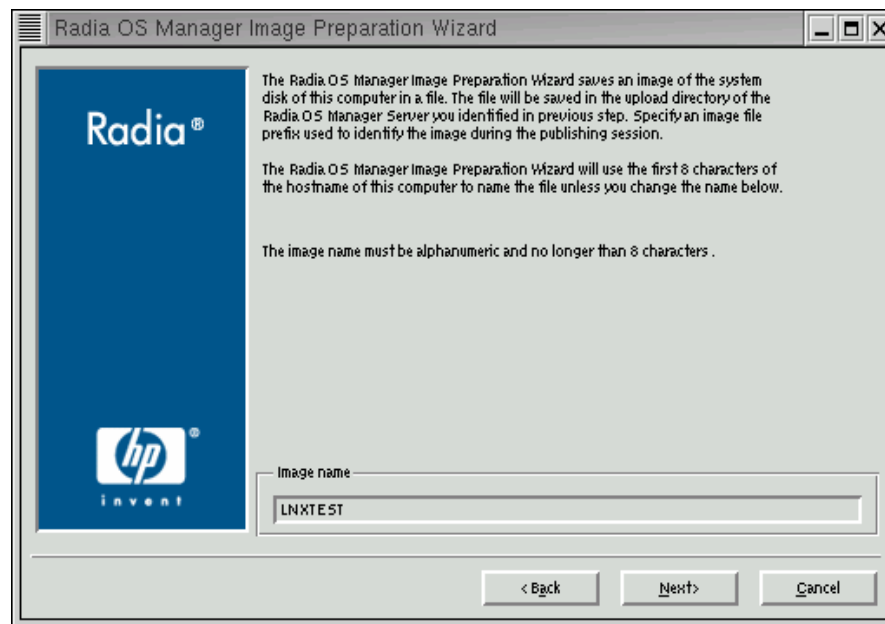 Radia OS Manager Image Preparation Wizard
Radia®
The Radia OS Manager Image Preparation Wizard saves an image of the system
disk of this computer in a file. The file will be saved in the upload directory of the
Radia OS Manager Server you identified in previous step. Specify an image file
prefix used to identify the image during the publishing session.
The Radia OS Manager Image Preparation Wizard will use the first 8 characters of
the hostname of this computer to name the file unless you change the name below.
The image name must be alphanumeric and no longer than 8 characters .
hp®
invent
Image name
LNXTEST
< Back
Next>
Cancel